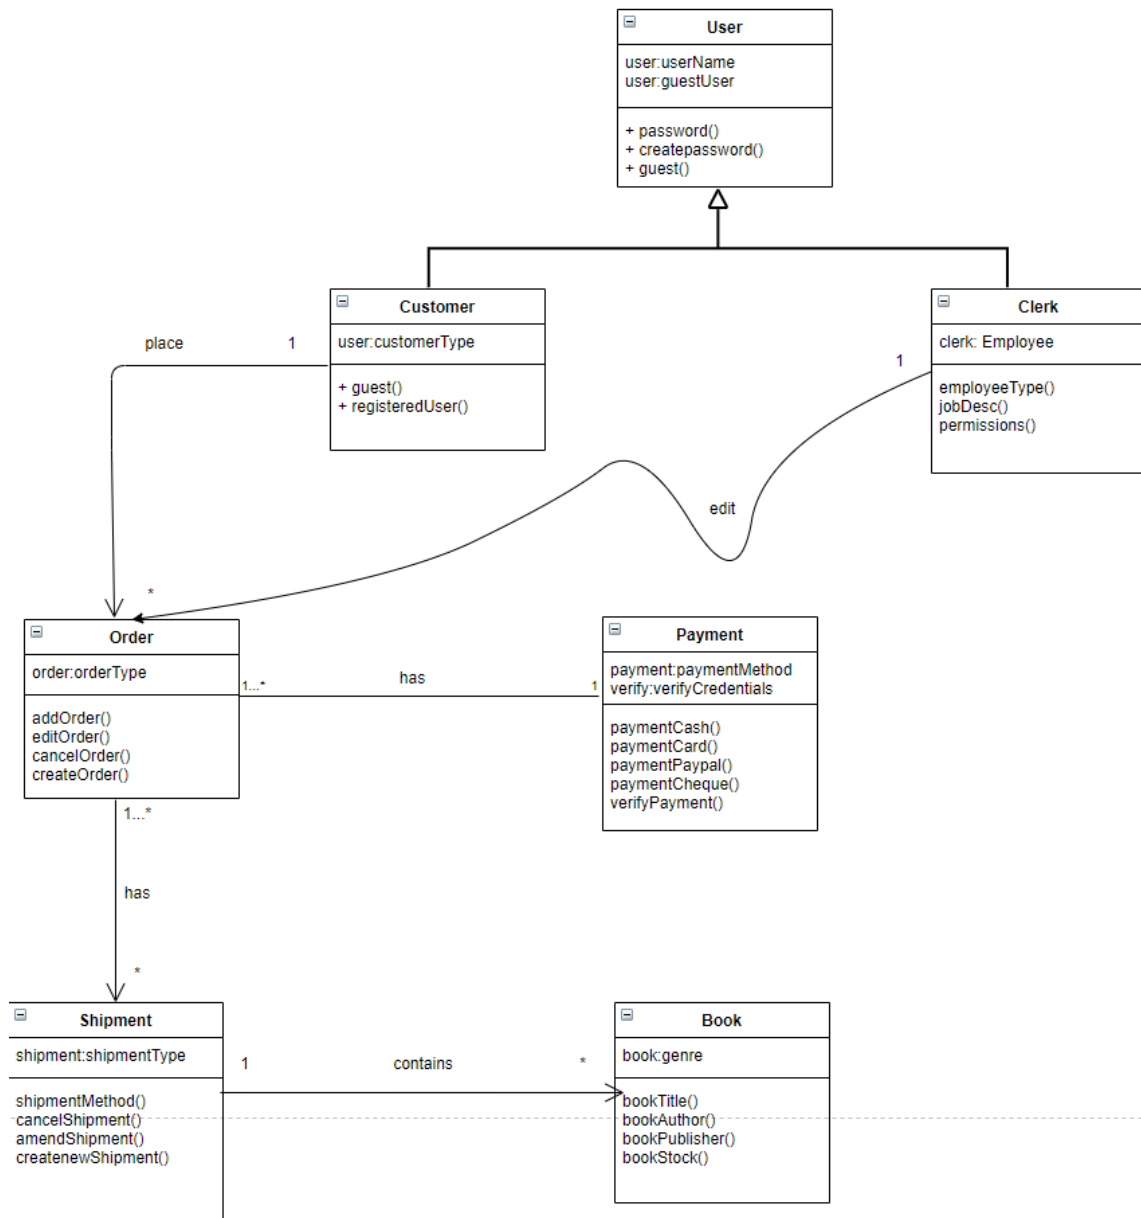 User
user:userName
user:guestUser
+ password()
+ createpassword()
+ guest()
Customer
user:customerType
+ guest()
+ registeredUser()
Clerk
clerk: Employee
employeeType()
jobDesc()
permissions()
place
1
1
edit
*
Order
order:orderType
addOrder()
editOrder()
cancelOrder()
createOrder()
1...*
has
1
Payment
payment:paymentMethod
verify:verifyCredentials
paymentCash()
paymentCard()
paymentPaypal()
paymentCheque()
verifyPayment()
1...*
has
*
Shipment
shipment:shipmentType
shipmentMethod()
cancelShipment()
amendShipment()
createnewShipment()
1
contains
*
Book
book:genre
bookTitle()
bookAuthor()
bookPublisher()
bookStock()